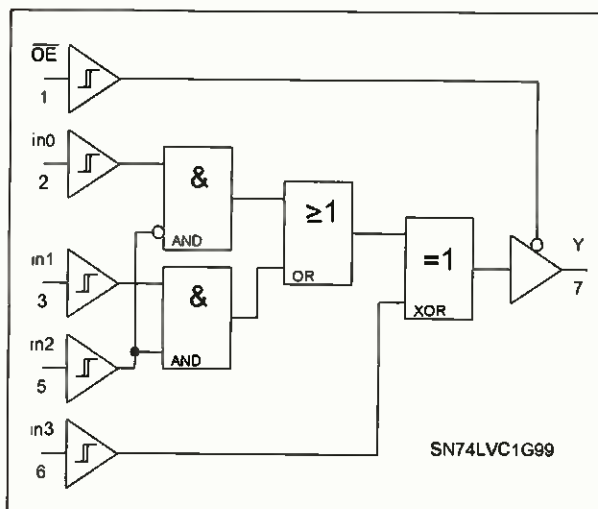 OE
1
in0
2
&
AND
≥1
OR
in1
3
&
AND
in2
5
=1
XOR
Y
7
in3
6
SN74LVC1G99